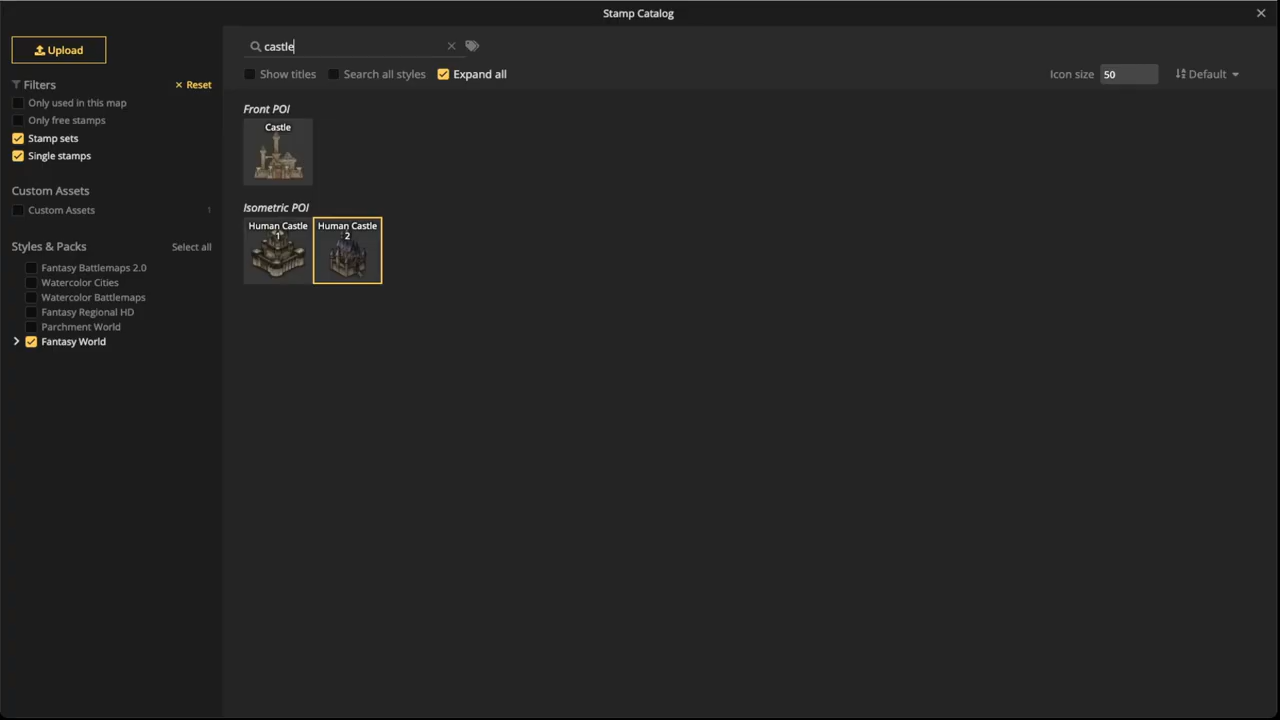 Stamp Catalog
Upload
castle
Show titles
Search all styles
Expand all
Icon size
50
Default
Filters
Reset
Only used in this map
Only free stamps
Stamp sets
Single stamps
Custom Assets
Custom Assets
1
Styles & Packs
Select all
Fantasy Battlemaps 2.0
Watercolor Cities
Watercolor Battlemaps
Fantasy Regional HD
Parchment World
Fantasy World
Front POI
Castle
Isometric POI
Human Castle
1
Human Castle
2